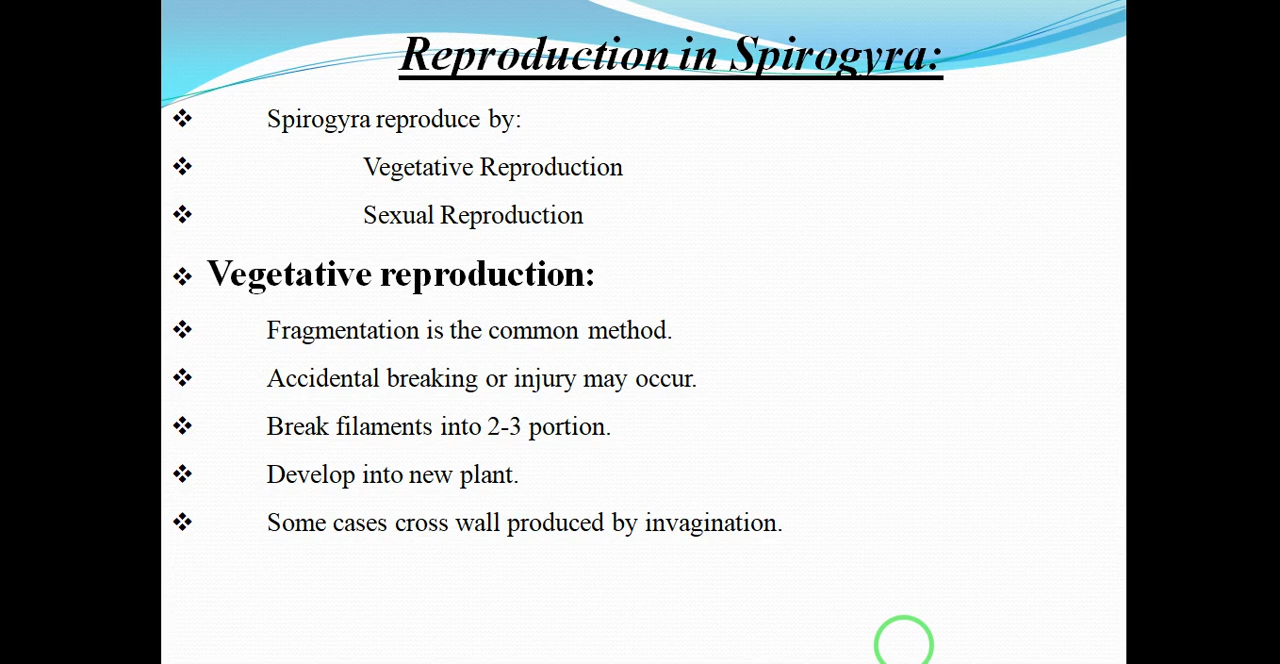 Reproduction in Spirogyra:
❖ Spirogyra reproduce by:
❖ Vegetative Reproduction
❖ Sexual Reproduction
❖ Vegetative reproduction:
❖ Fragmentation is the common method.
❖ Accidental breaking or injury may occur.
❖ Break filaments into 2-3 portion.
❖ Develop into new plant.
❖ Some cases cross wall produced by invagination.